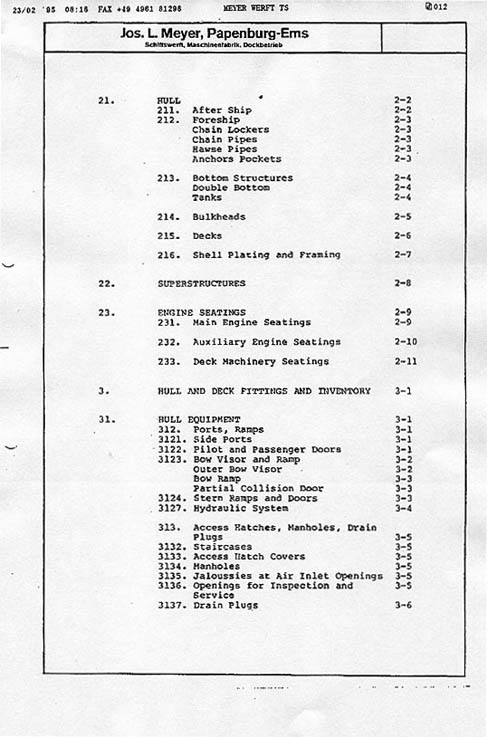 23/02 '95 08:16 FAX +49 4961 81298 MEYER WERFT TS 012
Jos. L. Meyer, Papenburg-Ems
Schiffswerft, Maschinenfabrik, Dockbetrieb
21. HULL 2-2
211. After Ship 2-2
212. Foreship 2-3
Chain Lockers 2-3
Chain Pipes 2-3
Hawse Pipes 2-3
Anchors Pockets 2-3
213. Bottom Structures 2-4
Double Bottom 2-4
Tanks 2-4
214. Bulkheads 2-5
215. Decks 2-6
216. Shell Plating and Framing 2-7
22. SUPERSTRUCTURES 2-8
23. ENGINE SEATINGS 2-9
231. Main Engine Seatings 2-9
232. Auxiliary Engine Seatings 2-10
233. Deck Machinery Seatings 2-11
3. HULL AND DECK FITTINGS AND INVENTORY 3-1
31. HULL EQUIPMENT 3-1
312. Ports, Ramps 3-1
3121. Side Ports 3-1
3122. Pilot and Passenger Doors 3-1
3123. Bow Visor and Ramp 3-2
Outer Bow Visor 3-2
Bow Ramp 3-3
Partial Collision Door 3-3
3124. Stern Ramps and Doors 3-3
3127. Hydraulic System 3-4
313. Access Hatches, Manholes, Drain
Plugs 3-5
3132. Staircases 3-5
3133. Access Hatch Covers 3-5
3134. Manholes 3-5
3135. Jaloussies at Air Inlet Openings 3-5
3136. Openings for Inspection and 3-5
Service
3137. Drain Plugs 3-6